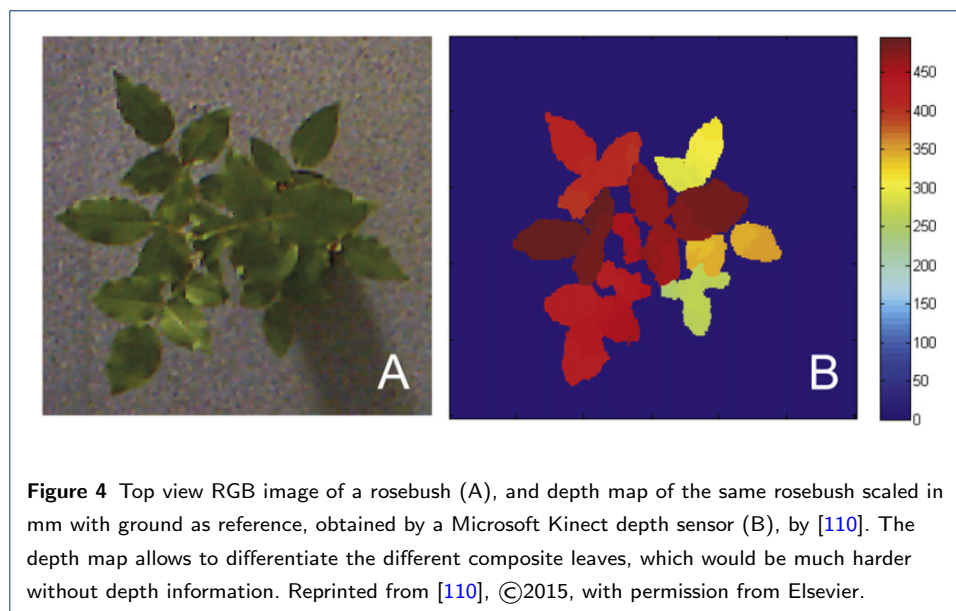 A
B
450
400
350
300
250
200
150
100
50
0
Figure 4 Top view RGB image of a rosebush (A), and depth map of the same rosebush scaled in
mm with ground as reference, obtained by a Microsoft Kinect depth sensor (B), by [110]. The
depth map allows to differentiate the different composite leaves, which would be much harder
without depth information. Reprinted from [110], ©2015, with permission from Elsevier.